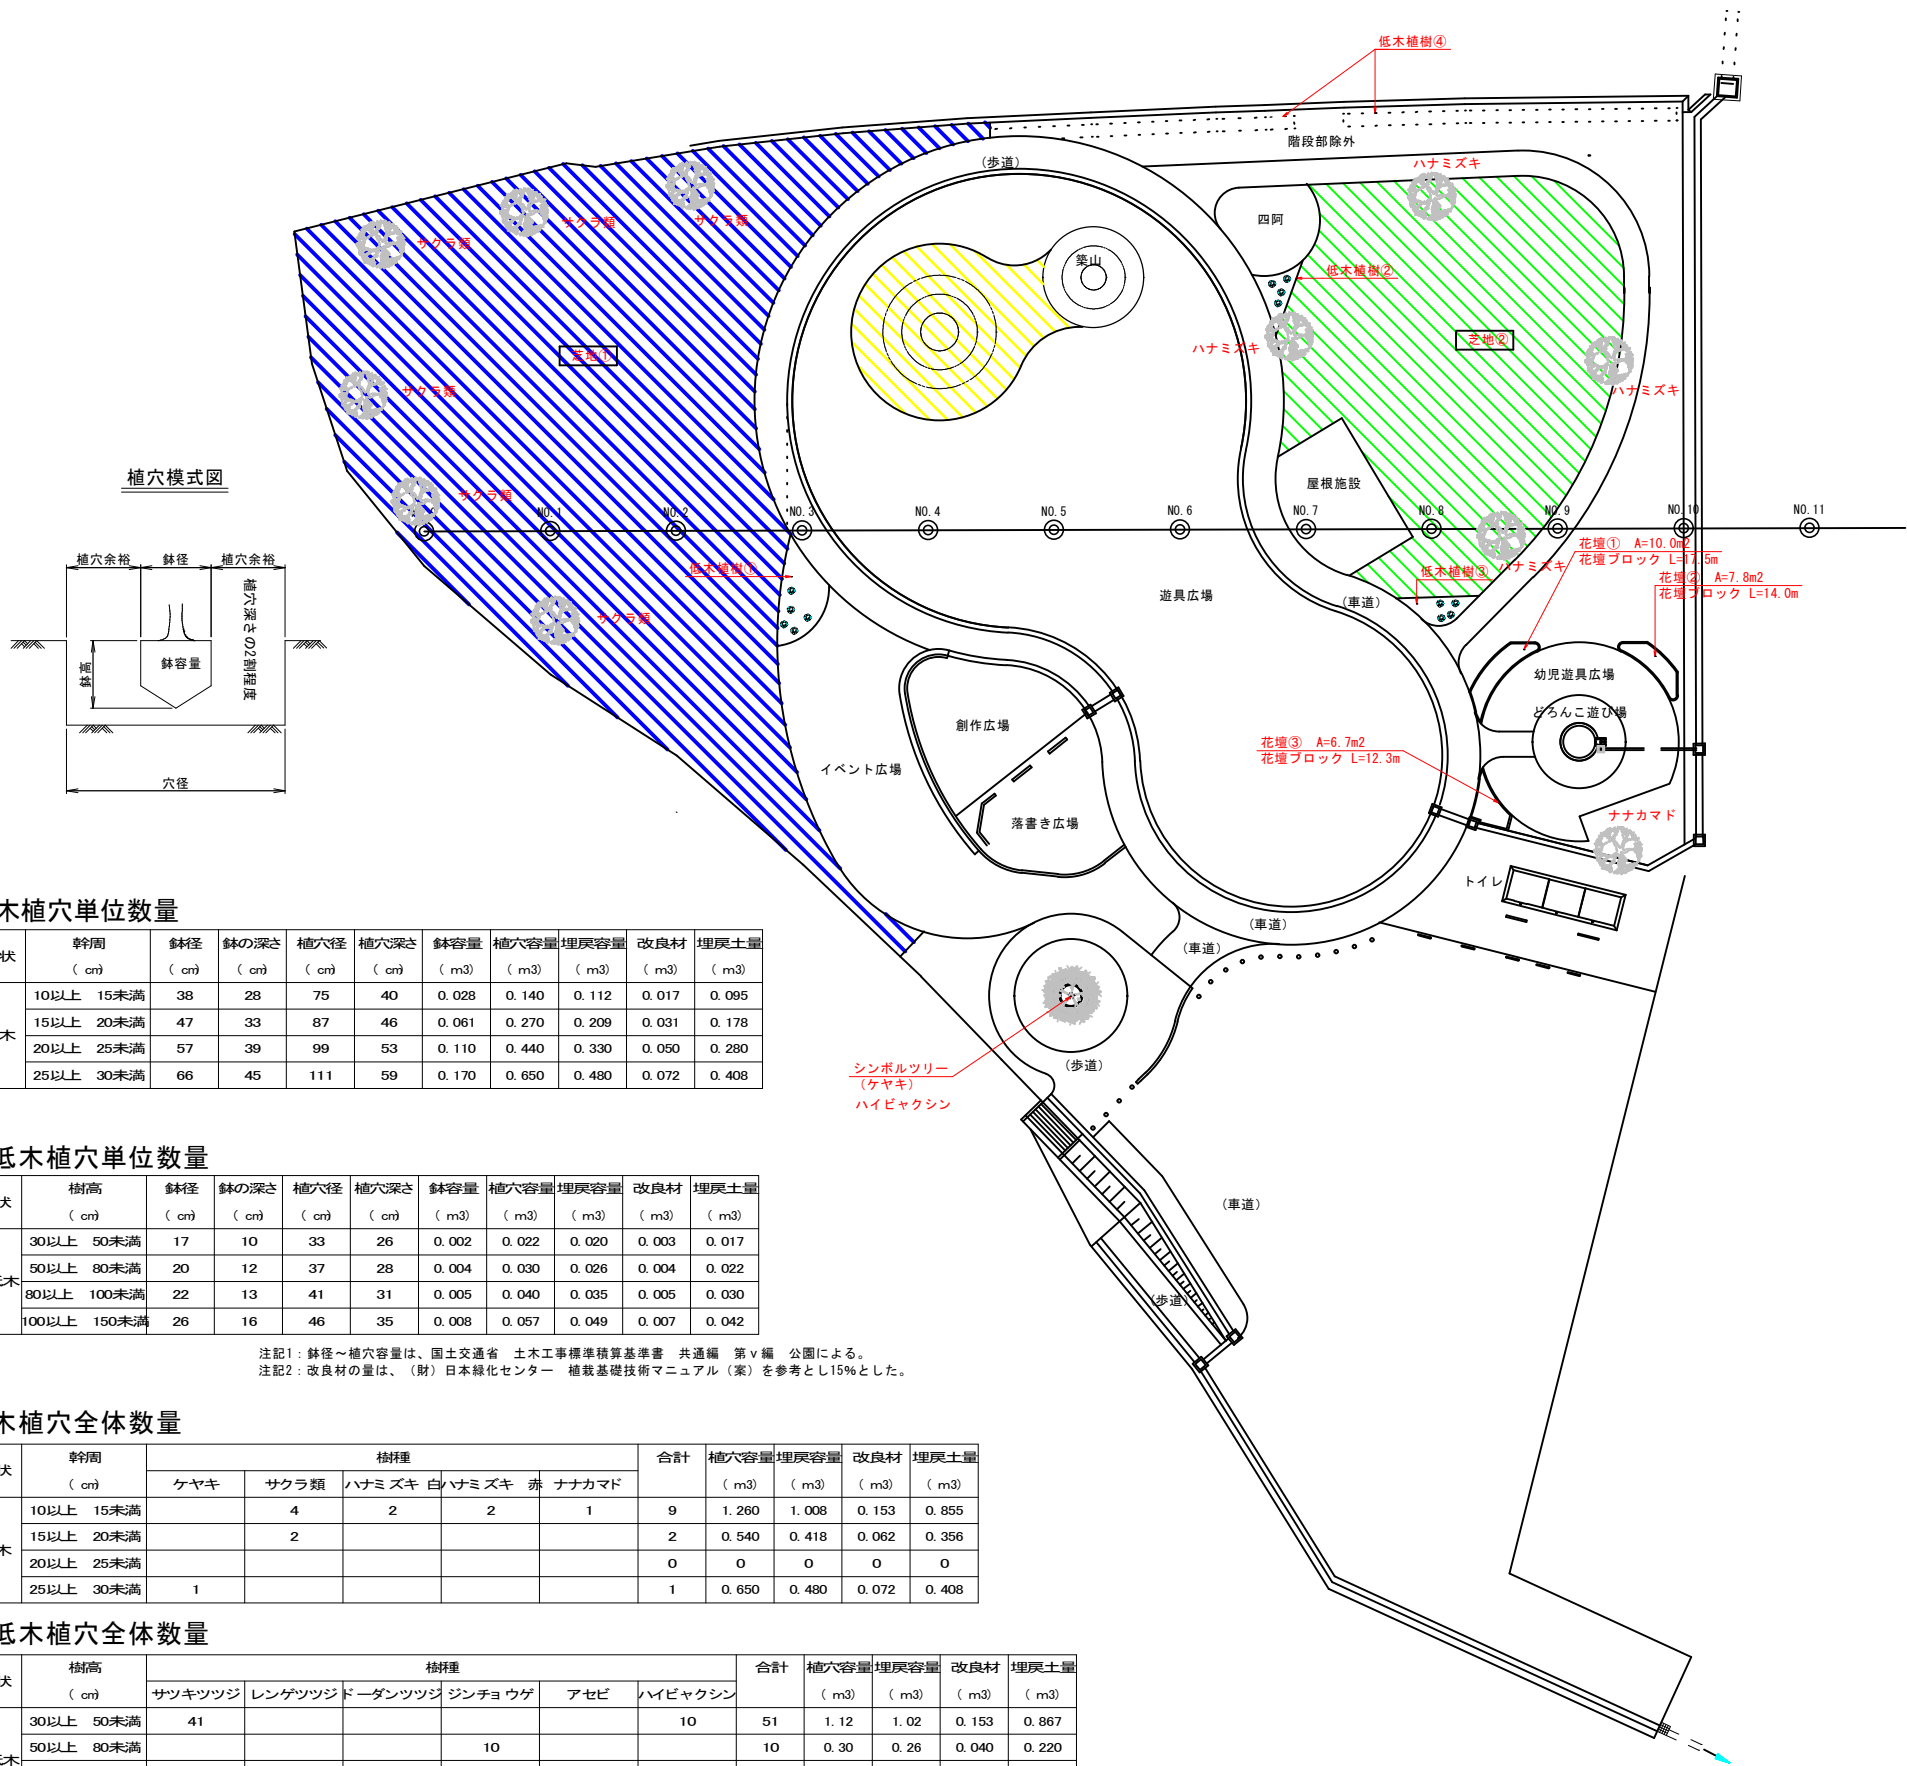 低木植樹④
階段部除外
(歩道)
ハナミズキ
サクラ類
サクラ類
サクラ類
四阿
築山
低木植樹②
芝地①
芝地②
ハナミズキ
ハナミズキ
サクラ類
植穴模式図
サクラ類
屋根施設
NO.1
NO.2
NO.3
NO.4
NO.5
NO.6
NO.7
NO.8
NO.9
NO.10
NO.11
植穴余裕 鉢径 植穴余裕
植穴深さの2割程度
鉢高
鉢容量
穴径
低木植樹①
サクラ類
遊具広場
(車道)
低木植樹③
ハナミズキ
花壇① A=10.0m2
花壇ブロック L=17.5m
花壇② A=7.8m2
花壇ブロック L=14.0m
幼児遊具広場
どろんこ遊び場
創作広場
イベント広場
落書き広場
花壇③ A=6.7m2
花壇ブロック L=12.3m
ナナカマド
トイレ
(車道)
(車道)
シンボルツリー
(ケヤキ)
ハイビャクシン
(歩道)
(車道)
(歩道)
木植穴単位数量
状 幹周 鉢径 鉢の深さ 植穴径 植穴深さ 鉢容量 植穴容量 埋戻容量 改良材 埋戻土量
(cm) (cm) (cm) (cm) (cm) (m3) (m3) (m3) (m3) (m3)
10以上 15未満 38 28 75 40 0.028 0.140 0.112 0.017 0.095
木 15以上 20未満 47 33 87 46 0.061 0.270 0.209 0.031 0.178
20以上 25未満 57 39 99 53 0.110 0.440 0.330 0.050 0.280
25以上 30未満 66 45 111 59 0.170 0.650 0.480 0.072 0.408
低木植穴単位数量
状 樹高 鉢径 鉢の深さ 植穴径 植穴深さ 鉢容量 植穴容量 埋戻容量 改良材 埋戻土量
(cm) (cm) (cm) (cm) (cm) (m3) (m3) (m3) (m3) (m3)
30以上 50未満 17 10 33 26 0.002 0.022 0.020 0.003 0.017
低木 50以上 80未満 20 12 37 28 0.004 0.030 0.026 0.004 0.022
80以上 100未満 22 13 41 31 0.005 0.040 0.035 0.005 0.030
100以上 150未満 26 16 46 35 0.008 0.057 0.049 0.007 0.042
注記1:鉢径～植穴容量は、国土交通省 土木工事標準積算基準書 共通編 第v編 公園による。
注記2:改良材の量は、(財)日本緑化センター 植栽基礎技術マニュアル(案)を参考とし15%とした。
木植穴全体数量
状 幹周 樹種 合計 植穴容量 埋戻容量 改良材 埋戻土量
(cm) ケヤキ サクラ類 ハナミズキ 白 ハナミズキ 赤 ナナカマド (m3) (m3) (m3) (m3)
10以上 15未満 4 2 2 1 9 1.260 1.008 0.153 0.855
木 15以上 20未満 2 2 0.540 0.418 0.062 0.356
20以上 25未満 0 0 0 0 0
25以上 30未満 1 1 0.650 0.480 0.072 0.408
低木植穴全体数量
状 樹高 樹種 合計 植穴容量 埋戻容量 改良材 埋戻土量
(cm) サツキツツジ レンゲツツジ ドーダンツツジ ジンチョウゲ アセビ ハイビャクシン (m3) (m3) (m3) (m3)
30以上 50未満 41 10 51 1.12 1.02 0.153 0.867
低木 50以上 80未満 10 10 0.30 0.26 0.040 0.220